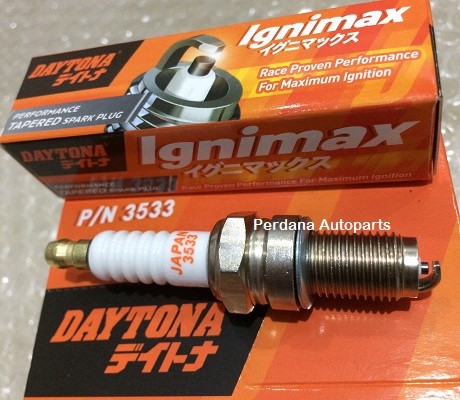 DAYTONA
デイトナ
PERFORMANCE
TAPERED SPARK PLUG
Ignimax
イグニマックス
Race Proven Performance
For Maximum Ignition
DAYTONA
デイトナ
PERFORMANCE
TAPERED SPARK PLUG
Ignimax
イグニマックス
Race Proven Performance For Maximum Ignition
P/N 3533
Perdana Autoparts
JAPAN
3533
DAYTONA
デイトナ